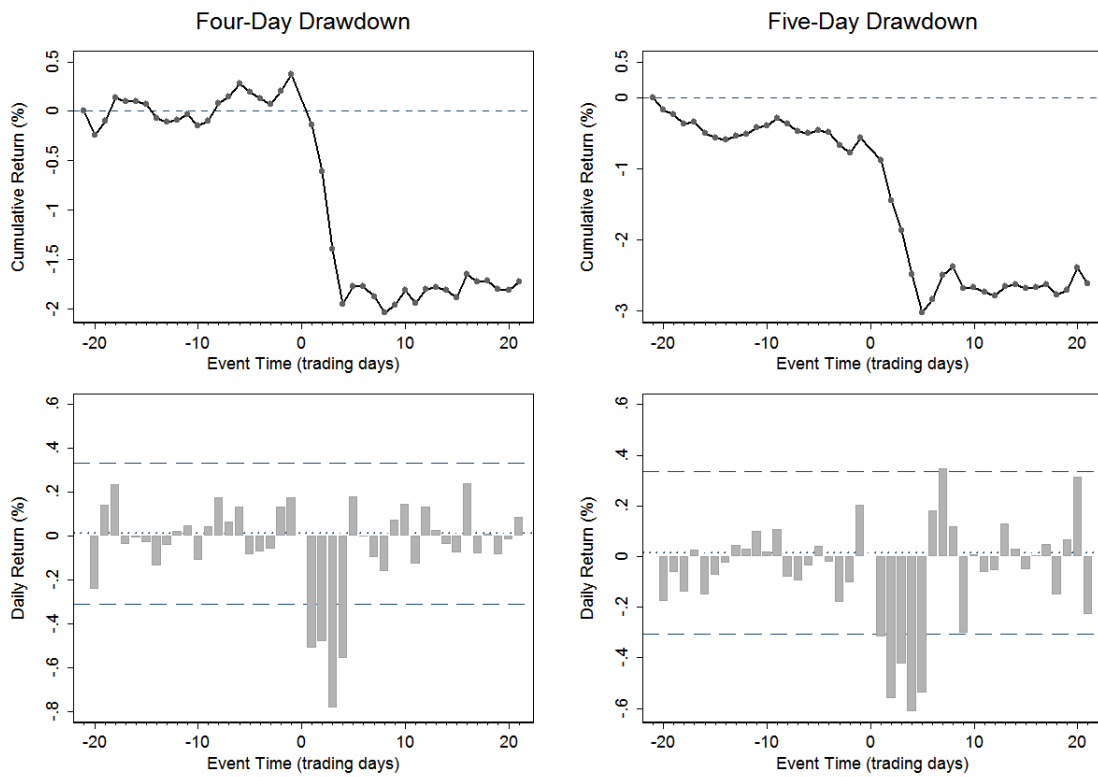 Four-Day Drawdown
Cumulative Return (%)
0.5
0
-0.5
-1
-1.5
-2
-20 -10 0 10 20
Event Time (trading days)
Five-Day Drawdown
Cumulative Return (%)
0.5
0
-1
-2
-3
-20 -10 0 10 20
Event Time (trading days)
Daily Return (%)
.6
.4
.2
0
-.2
-.4
-.6
-.8
-20 -10 0 10 20
Event Time (trading days)
Daily Return (%)
.6
.4
.2
0
-.2
-.4
-.6
-20 -10 0 10 20
Event Time (trading days)